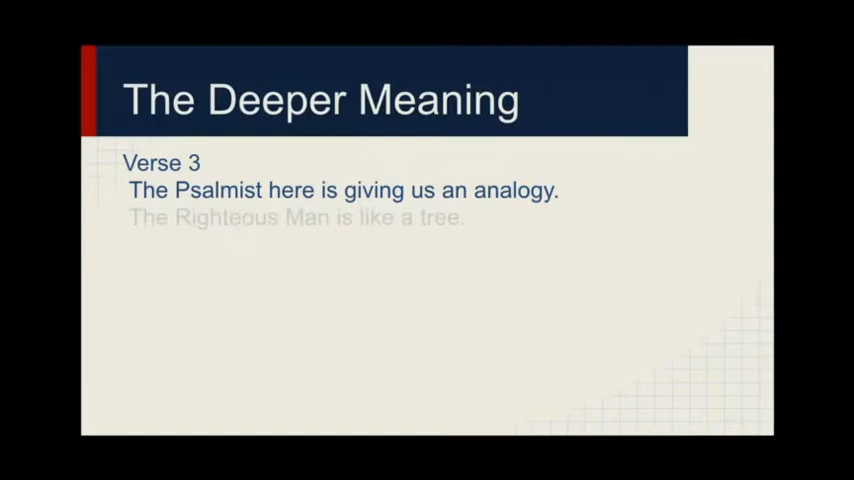 The Deeper Meaning
Verse 3
The Psalmist here is giving us an analogy.
The Righteous Man is like a tree.